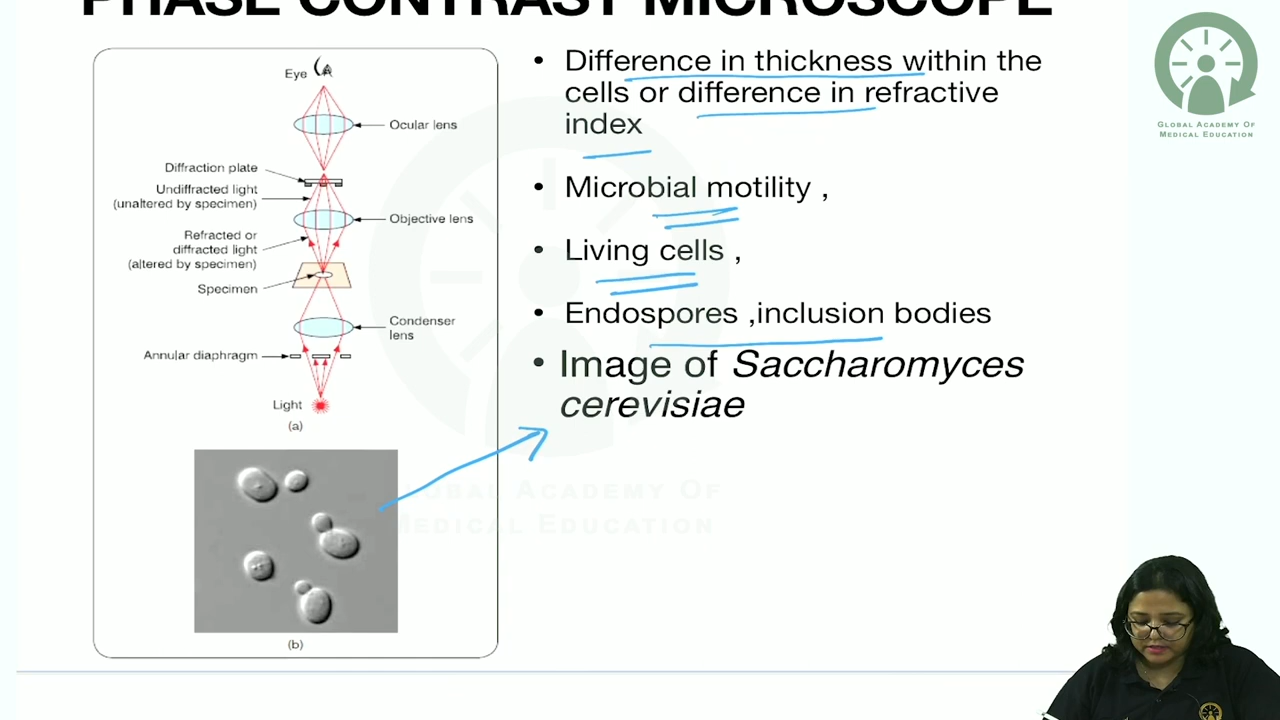 PHASE CONTRAST MICROSCOPE
Eye
Ocular lens
Diffraction plate
Undiffracted light
(unaltered by specimen)
Objective lens
Refracted or
diffracted light
(altered by specimen)
Specimen
Condenser
lens
Annular diaphragm
Light
(a)
(b)
• Difference in thickness within the
cells or difference in refractive
index
• Microbial motility ,
• Living cells ,
• Endospores ,inclusion bodies
• Image of Saccharomyces
cerevisiae
GLOBAL ACADEMY OF
MEDICAL EDUCATION
GLOBAL ACADEMY OF
MEDICAL EDUCATION